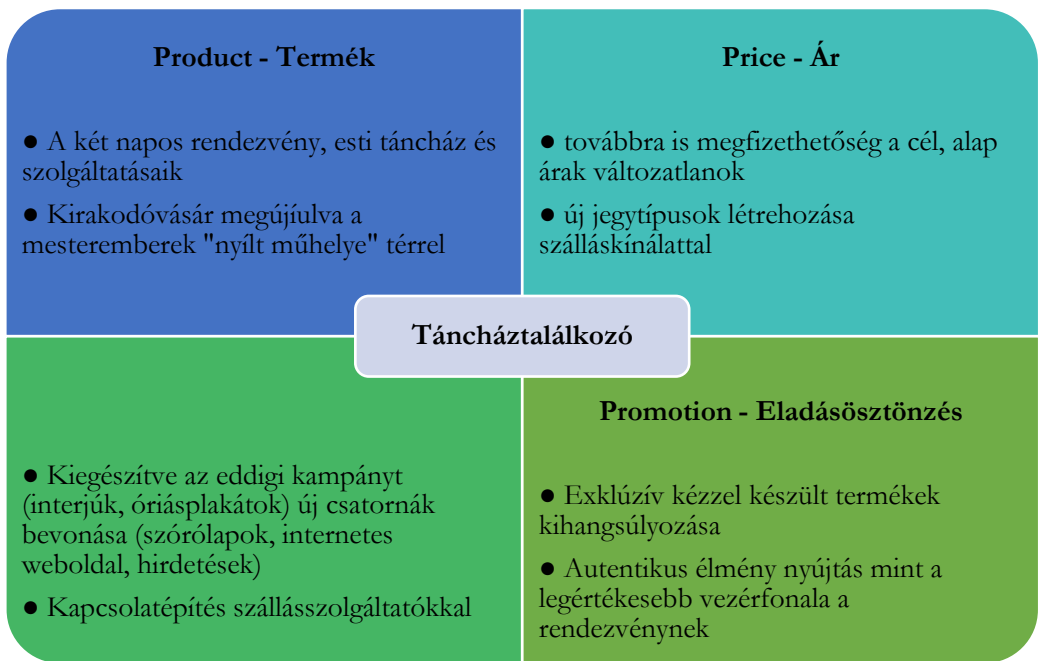 Product - Termék
● A két napos rendezvény, esti táncház és
szolgáltatásaik
● Kirakodóvásár megújíulva a
mesteremberek "nyílt műhelye" térrel
Price - Ár
● továbbra is megfizethetőség a cél, alap
árak változatlanok
● új jegytípusok létrehozása
szálláskínálattal
Táncháztalálkozó
● Kiegészítve az eddigi kampányt
(interjúk, óriásplakátok) új csatornák
bevonása (szórólapok, internetes
weboldal, hirdetések)
● Kapcsolatépítés szállásszolgáltatókkal
Promotion - Eladásösztönzés
● Exklúzív kézzel készült termékek
kihangsúlyozása
● Autentikus élmény nyújtás mint a
legértékesebb vezérfonala a
rendezvénynek